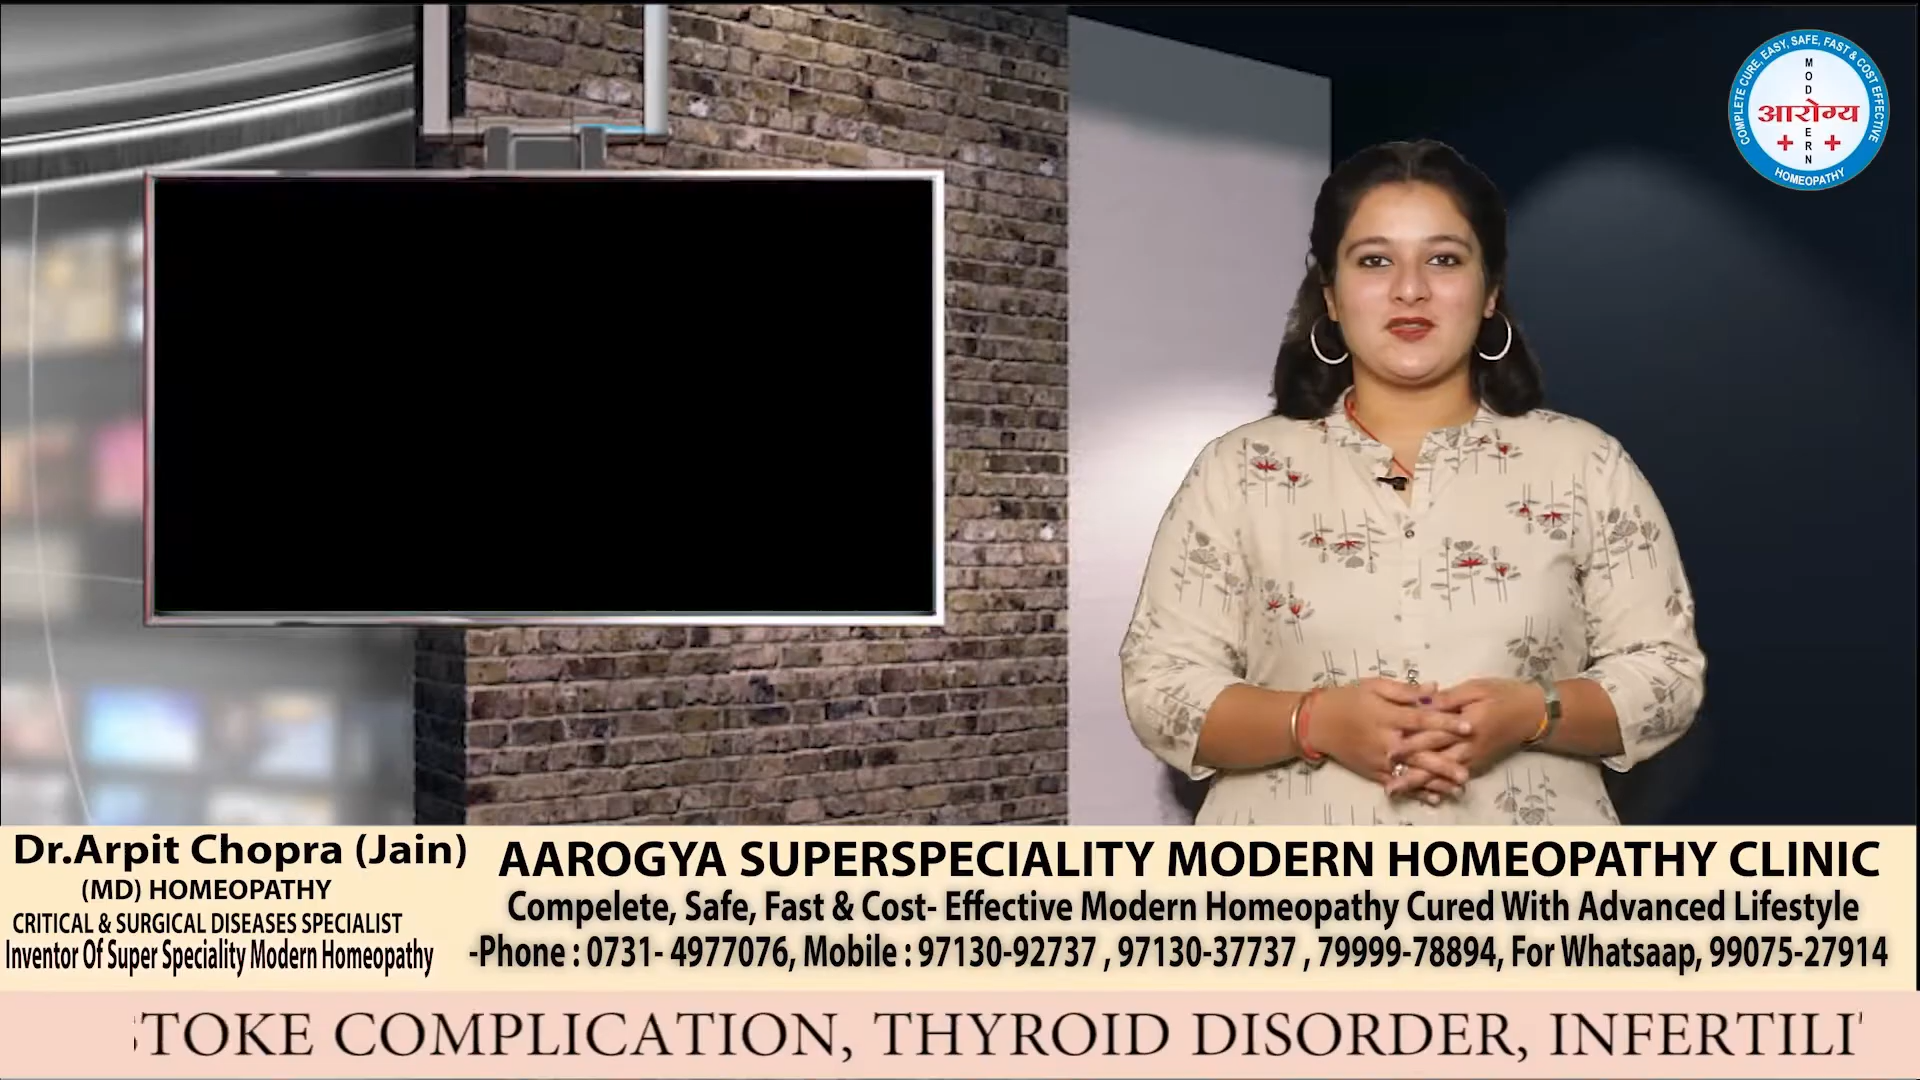 COMPLETE CURE, EASY, SAFE, FAST & COST EFFECTIVE
MODERN
आरोग्य
HOMEOPATHY
Dr.Arpit Chopra (Jain)
(MD) HOMEOPATHY
CRITICAL & SURGICAL DISEASES SPECIALIST
Inventor Of Super Speciality Modern Homeopathy
AAROGYA SUPERSPECIALITY MODERN HOMEOPATHY CLINIC
Compelete, Safe, Fast & Cost- Effective Modern Homeopathy Cured With Advanced Lifestyle
-Phone : 0731- 4977076, Mobile : 97130-92737 , 97130-37737 , 79999-78894, For Whatsaap, 99075-27914
TOKE COMPLICATION, THYROID DISORDER, INFERTILI